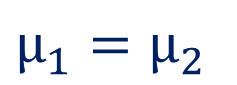 μ₁ = μ₂